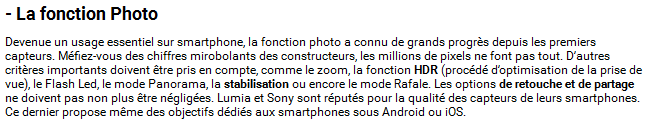 - La fonction Photo
Devenue un usage essentiel sur smartphone, la fonction photo a connu de grands progrès depuis les premiers
capteurs. Méfiez-vous des chiffres mirobolants des constructeurs, les millions de pixels ne font pas tout. D'autres
critères importants doivent être pris en compte, comme le zoom, la fonction HDR (procédé d'optimisation de la prise de
vue), le Flash Led, le mode Panorama, la stabilisation ou encore le mode Rafale. Les options de retouche et de partage
ne doivent pas non plus être négligées. Lumia et Sony sont réputés pour la qualité des capteurs de leurs smartphones.
Ce dernier propose même des objectifs dédiés aux smartphones sous Android ou iOS.